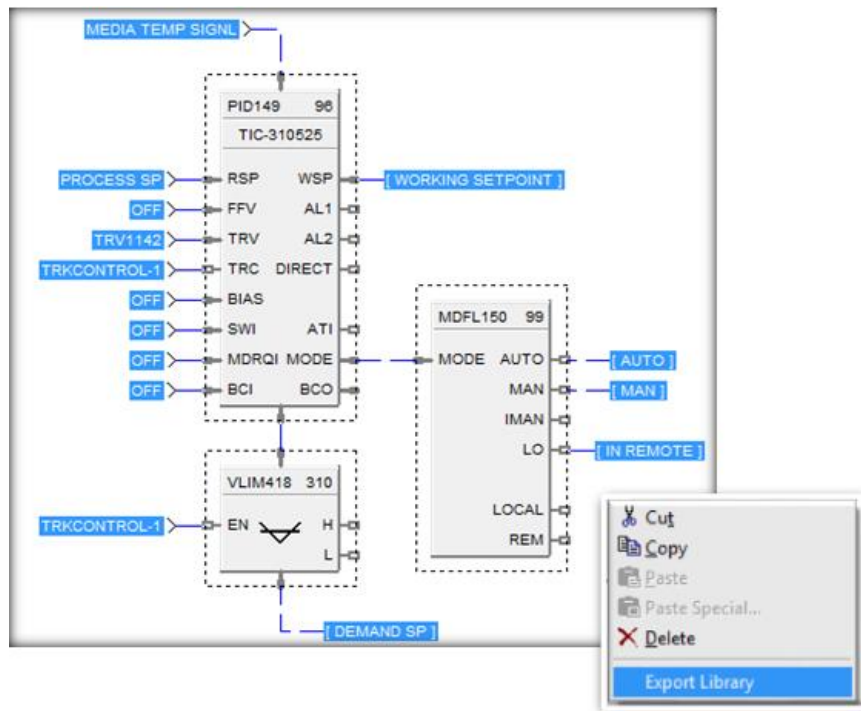 MEDIA TEMP SIGNL
PID149 96
TIC-310525
PROCESS SP RSP WSP [ WORKING SETPOINT ]
OFF FFV AL1
TRV1142 TRV AL2
TRKCONTROL-1 TRC DIRECT
OFF BIAS
OFF SWI ATI
OFF MDRQI MODE
OFF BCI BCO
MDFL150 99
MODE AUTO [ AUTO ]
MAN [ MAN ]
IMAN
LO [ IN REMOTE ]
LOCAL
REM
VLIM418 310
TRKCONTROL-1 EN H
L
[ DEMAND SP ]
Cut
Copy
Paste
Paste Special...
Delete
Export Library